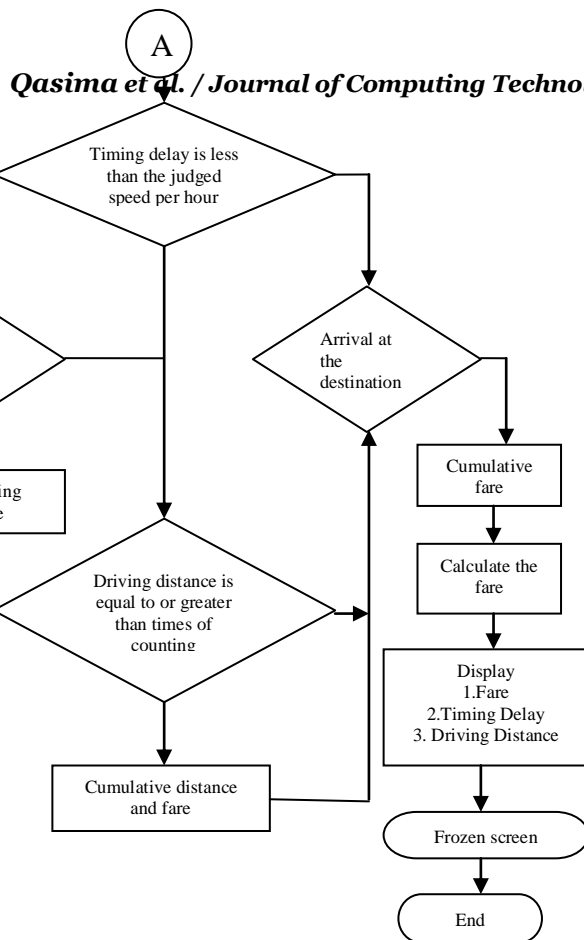 A
Qasima et al. / Journal of Computing
Timing delay is less
than the judged
speed per hour
Arrival at
the
destination
Cumulative
fare
Driving distance is
equal to or greater
than times of
counting
Calculate the
fare
Display
1.Fare
2.Timing Delay
3. Driving Distance
Cumulative distance
and fare
Frozen screen
End